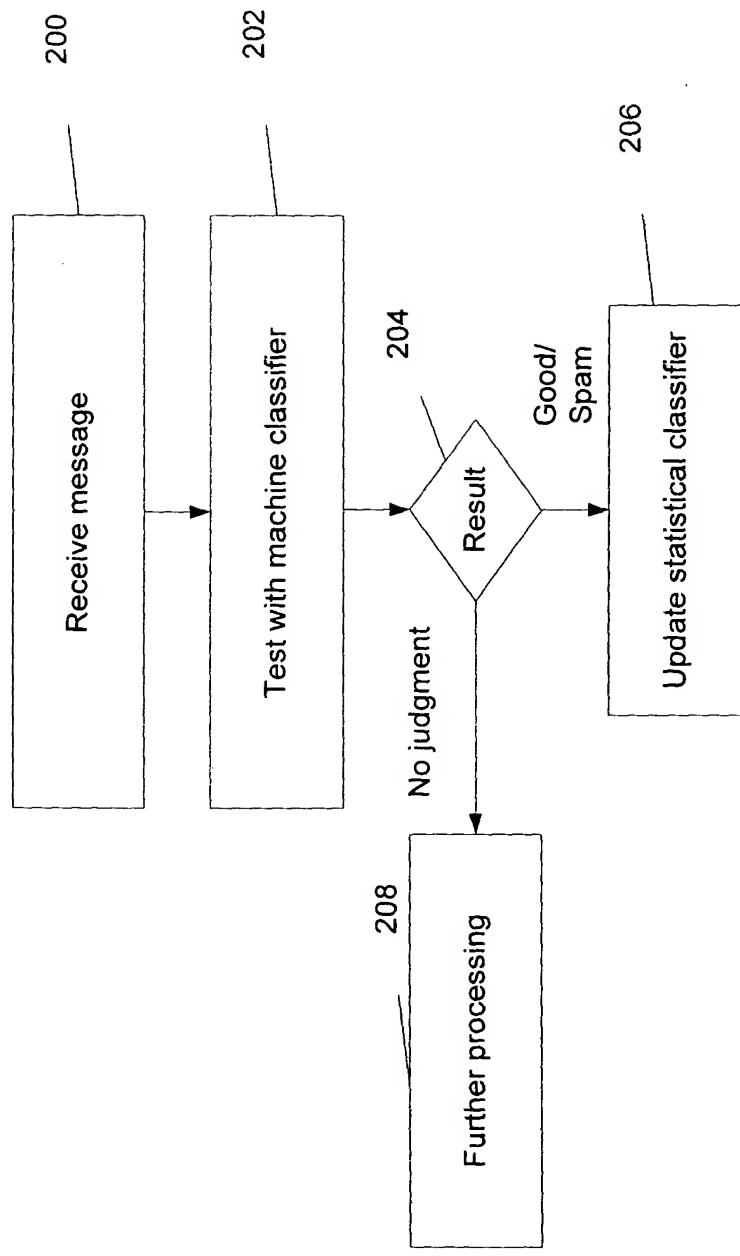 Receive message
200
Test with machine classifier
202
Result
204
No judgment
Good/
Spam
Further processing
208
Update statistical classifier
206